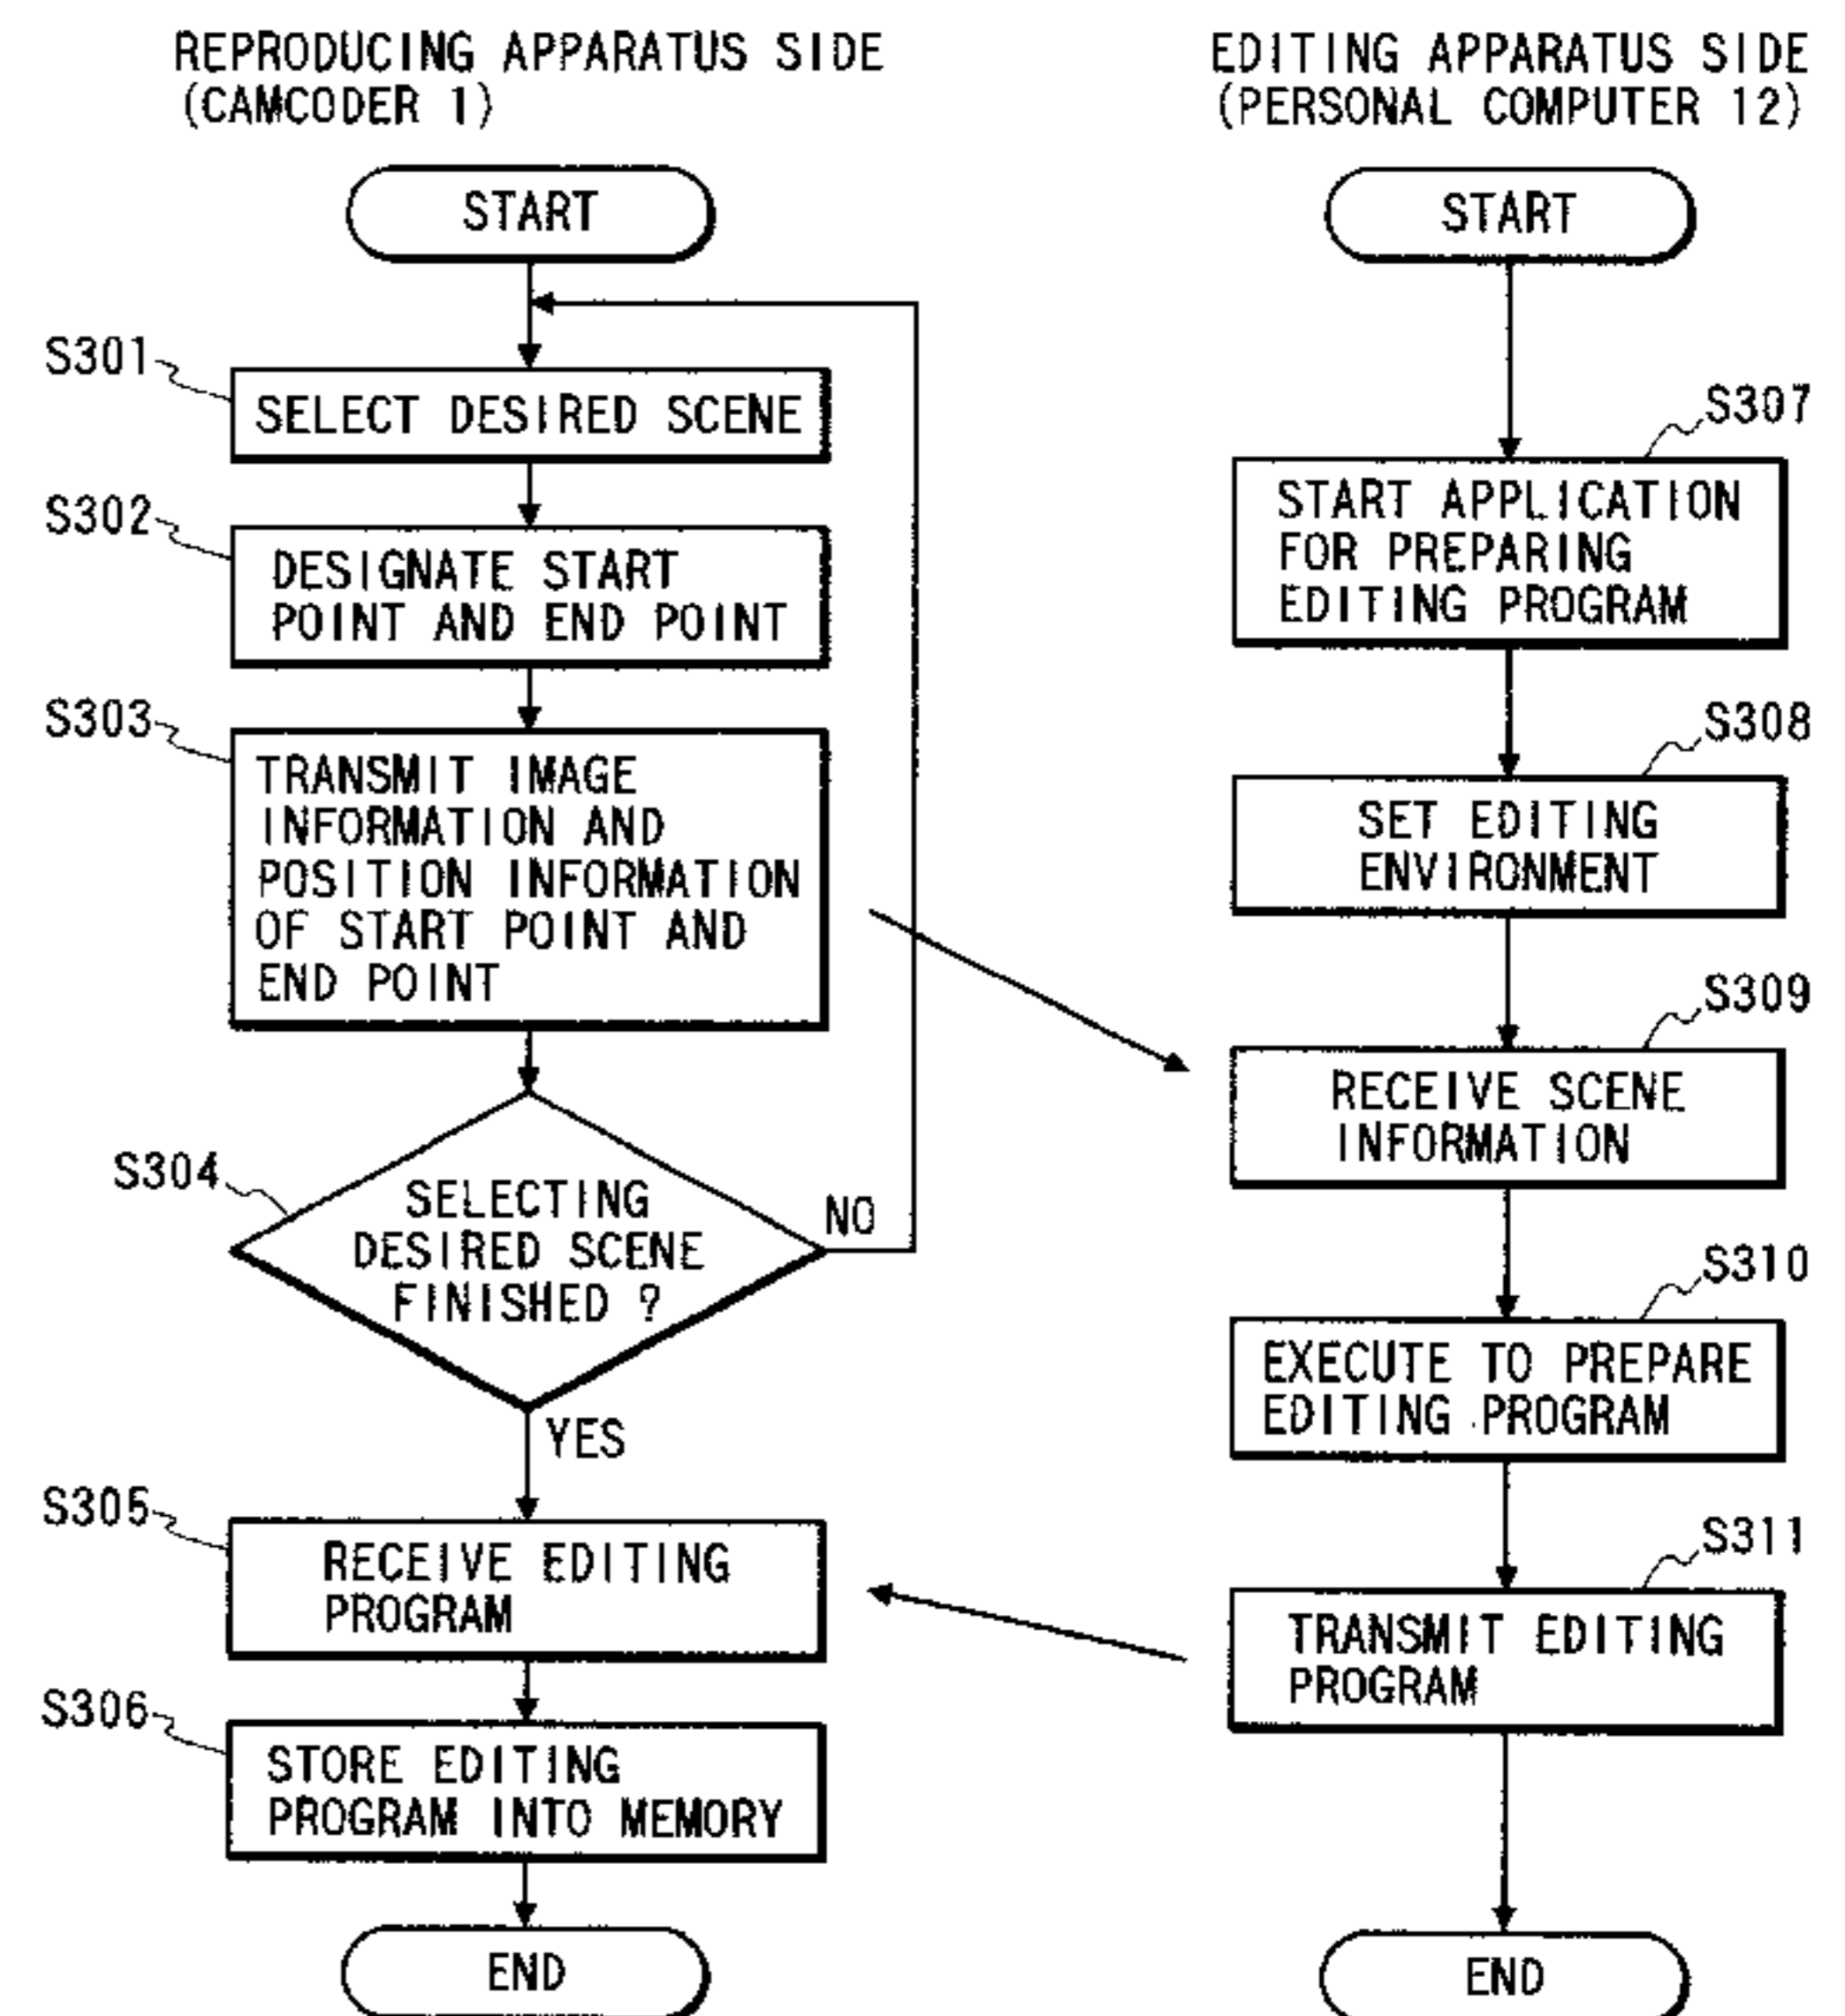 REPRODUCING APPARATUS SIDE
(CAMCODER 1)
START
S301
SELECT DESIRED SCENE
S302
DESIGNATE START
POINT AND END POINT
S303
TRANSMIT IMAGE
INFORMATION AND
POSITION INFORMATION
OF START POINT AND
END POINT
S304
SELECTING
DESIRED SCENE
FINISHED ?
NO
YES
S305
RECEIVE EDITING
PROGRAM
S306
STORE EDITING
PROGRAM INTO MEMORY
END
EDITING APPARATUS SIDE
(PERSONAL COMPUTER 12)
START
S307
START APPLICATION
FOR PREPARING
EDITING PROGRAM
S308
SET EDITING
ENVIRONMENT
S309
RECEIVE SCENE
INFORMATION
S310
EXECUTE TO PREPARE
EDITING PROGRAM
S311
TRANSMIT EDITING
PROGRAM
END